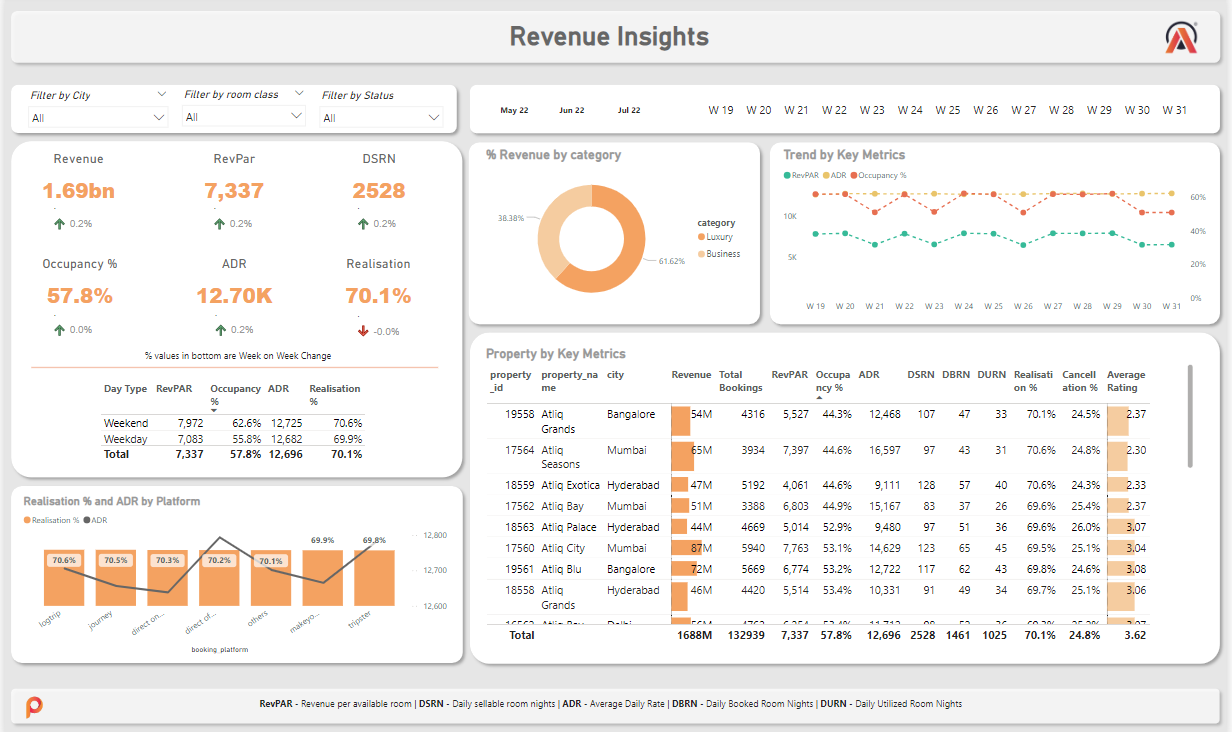 Revenue Insights
Filter by City
Filter by room class
Filter by Status
All
All
All
May 22 Jun 22 Jul 22
W 19 W 20 W 21 W 22 W 23 W 24 W 25 W 26 W 27 W 28 W 29 W 30 W 31
Revenue RevPar DSRN
1.69bn 7,337 2528
0.2% 0.2% 0.2%
Occupancy % ADR Realisation
57.8% 12.70K 70.1%
0.0% 0.2% -0.0%
% values in bottom are Week on Week Change
Day Type RevPAR Occupancy % ADR Realisation %
Weekend 7,972 62.6% 12,725 70.6%
Weekday 7,083 55.8% 12,682 69.9%
Total 7,337 57.8% 12,696 70.1%
Realisation % and ADR by Platform
Realisation % ADR
70.6% 70.5% 70.3% 70.2% 70.1% 69.9% 69.8%
12,800
12,700
12,600
logtrip journey direct on... direct of... others makeyo... tripster
booking_platform
% Revenue by category
38.38%
61.62%
category
Luxury
Business
Trend by Key Metrics
RevPAR ADR Occupancy %
10K
5K
60%
40%
20%
0%
W 19 W 20 W 21 W 22 W 23 W 24 W 25 W 26 W 27 W 28 W 29 W 30 W 31
Property by Key Metrics
property_id property_name city Revenue Total Bookings RevPAR Occupancy % ADR DSRN DBRN DURN Realisation % Cancellation % Average Rating
19558 Atliq Grands Bangalore 54M 4316 5,527 44.3% 12,468 107 47 33 70.1% 24.5% 2.37
17564 Atliq Seasons Mumbai 65M 3934 7,397 44.6% 16,597 97 43 31 70.6% 24.8% 2.30
18559 Atliq Exotica Hyderabad 47M 5192 4,061 44.6% 9,111 128 57 40 70.6% 24.3% 2.33
17562 Atliq Bay Mumbai 51M 3388 6,803 44.9% 15,167 83 37 26 69.6% 25.4% 2.37
18563 Atliq Palace Hyderabad 44M 4669 5,014 52.9% 9,480 97 51 36 69.6% 26.0% 3.07
17560 Atliq City Mumbai 87M 5940 7,763 53.1% 14,629 123 65 45 69.5% 25.1% 3.04
19561 Atliq Blu Bangalore 72M 5669 6,774 53.2% 12,722 117 62 43 69.8% 24.6% 3.08
18558 Atliq Grands Hyderabad 46M 4420 5,514 53.4% 10,331 91 49 34 69.7% 25.1% 3.06
Total 1688M 132939 7,337 57.8% 12,696 2528 1461 1025 70.1% 24.8% 3.62
RevPAR - Revenue per available room | DSRN - Daily sellable room nights | ADR - Average Daily Rate | DBRN - Daily Booked Room Nights | DURN - Daily Utilized Room Nights